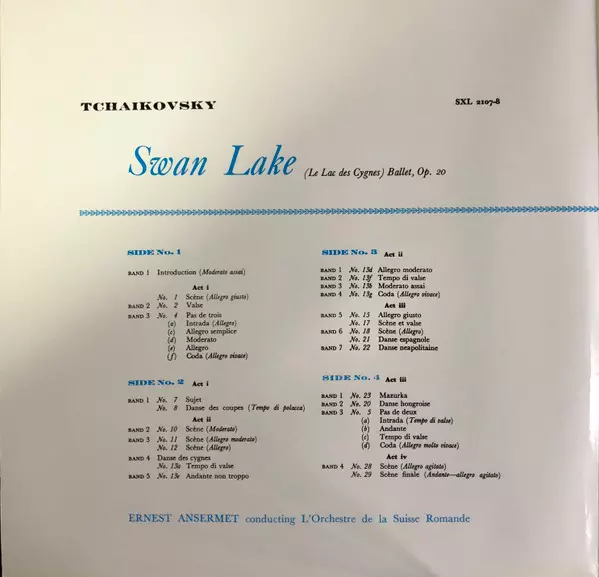 TCHAIKOVSKY
SXL 2107-8
Swan Lake (Le Lac des Cygnes) Ballet, Op. 20
SIDE No. 1
BAND 1 Introduction (Moderato assai)
Act i
No. 1 Scène (Allegro giusto)
BAND 2 No. 2 Valse
BAND 3 No. 4 Pas de trois
(a) Intrada (Allegro)
(c) Allegro semplice
(d) Moderato
(e) Allegro
(f) Coda (Allegro vivace)
SIDE No. 2 Act i
BAND 1 No. 7 Sujet
No. 8 Danse des coupes (Tempo di polacca)
Act ii
BAND 2 No. 10 Scène (Moderato)
BAND 3 No. 11 Scène (Allegro moderato)
No. 12 Scène (Allegro)
BAND 4 Danse des cygnes
No. 13a Tempo di valse
BAND 5 No. 13e Andante non troppo
SIDE No. 3 Act ii
BAND 1 No. 13d Allegro moderato
BAND 2 No. 13f Tempo di valse
BAND 3 No. 13b Moderato assai
BAND 4 No. 13g Coda (Allegro vivace)
Act iii
BAND 5 No. 15 Allegro giusto
No. 17 Scène et valse
BAND 6 No. 18 Scène (Allegro)
No. 21 Danse espagnole
BAND 7 No. 22 Danse neapolitaine
SIDE No. 4 Act iii
BAND 1 No. 23 Mazurka
BAND 2 No. 20 Danse hongroise
BAND 3 No. 5 Pas de deux
(a) Intrada (Tempo di valse)
(b) Andante
(c) Tempo di valse
(d) Coda (Allegro molto vivace)
Act iv
BAND 4 No. 28 Scène (Allegro agitato)
No. 29 Scène finale (Andante—allegro agitato)
ERNEST ANSERMET conducting L'Orchestre de la Suisse Romande